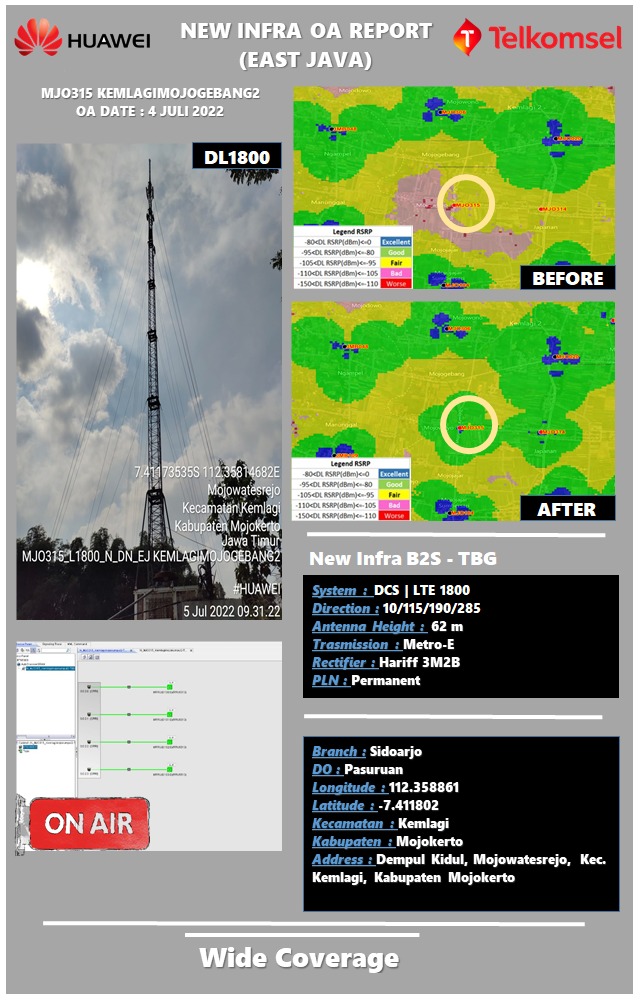 HUAWEI
NEW INFRA OA REPORT
(EAST JAVA)
Telkomsel
MJO315 KEMLAGIMOJOGEBANG2
OA DATE : 4 JULI 2022
DL1800
7.411173535S 112.35814682E
Mojowatesrejo
Kecamatan Kemlagi
Kabupaten Mojokerto
Jawa Timur
MJO315_L1800_N_DN_EJ KEMLAGIMOJOGEBANG2
#HUAWEI
5 Jul 2022 09.31.22
Kemlagi 2
Mojogebang
MJO315
MJO314
Legend RSRP
-80<DL RSRP(dBm)<=0 Excellent
-95<DL RSRP(dBm)<=-80 Good
-105<DL RSRP(dBm)<=-95 Fair
-110<DL RSRP(dBm)<=-105 Bad
-150<DL RSRP(dBm)<=-110 Worse
BEFORE
Mojogebang
Legend RSRP
-80<DL RSRP(dBm)<=0 Excellent
-95<DL RSRP(dBm)<=-80 Good
-105<DL RSRP(dBm)<=-95 Fair
-110<DL RSRP(dBm)<=-105 Bad
-150<DL RSRP(dBm)<=-110 Worse
AFTER
New Infra B2S - TBG
System : DCS | LTE 1800
Direction : 10/115/190/285
Antenna Height : 62 m
Trasmission : Metro-E
Rectifier : Hariff 3M2B
PLN : Permanent
ON AIR
Branch : Sidoarjo
DO : Pasuruan
Longitude : 112.358861
Latitude : -7.411802
Kecamatan : Kemlagi
Kabupaten : Mojokerto
Address : Dempul Kidul, Mojowatesrejo, Kec.
Kemlagi, Kabupaten Mojokerto
Wide Coverage